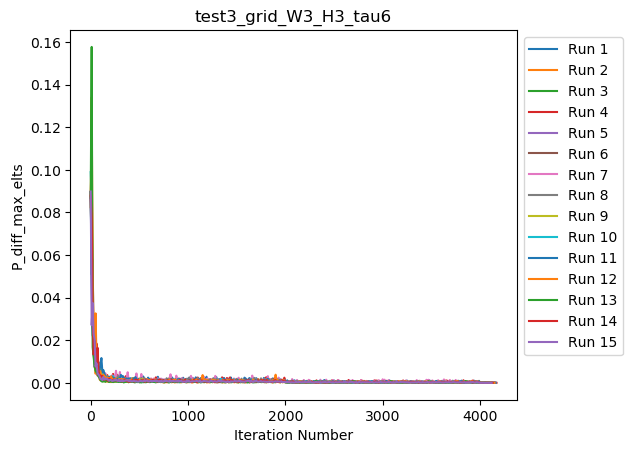 test3_grid_W3_H3_tau6
P_diff_max_elts
0.16
0.14
0.12
0.10
0.08
0.06
0.04
0.02
0.00
0
1000
2000
3000
4000
Iteration Number
Run 1
Run 2
Run 3
Run 4
Run 5
Run 6
Run 7
Run 8
Run 9
Run 10
Run 11
Run 12
Run 13
Run 14
Run 15